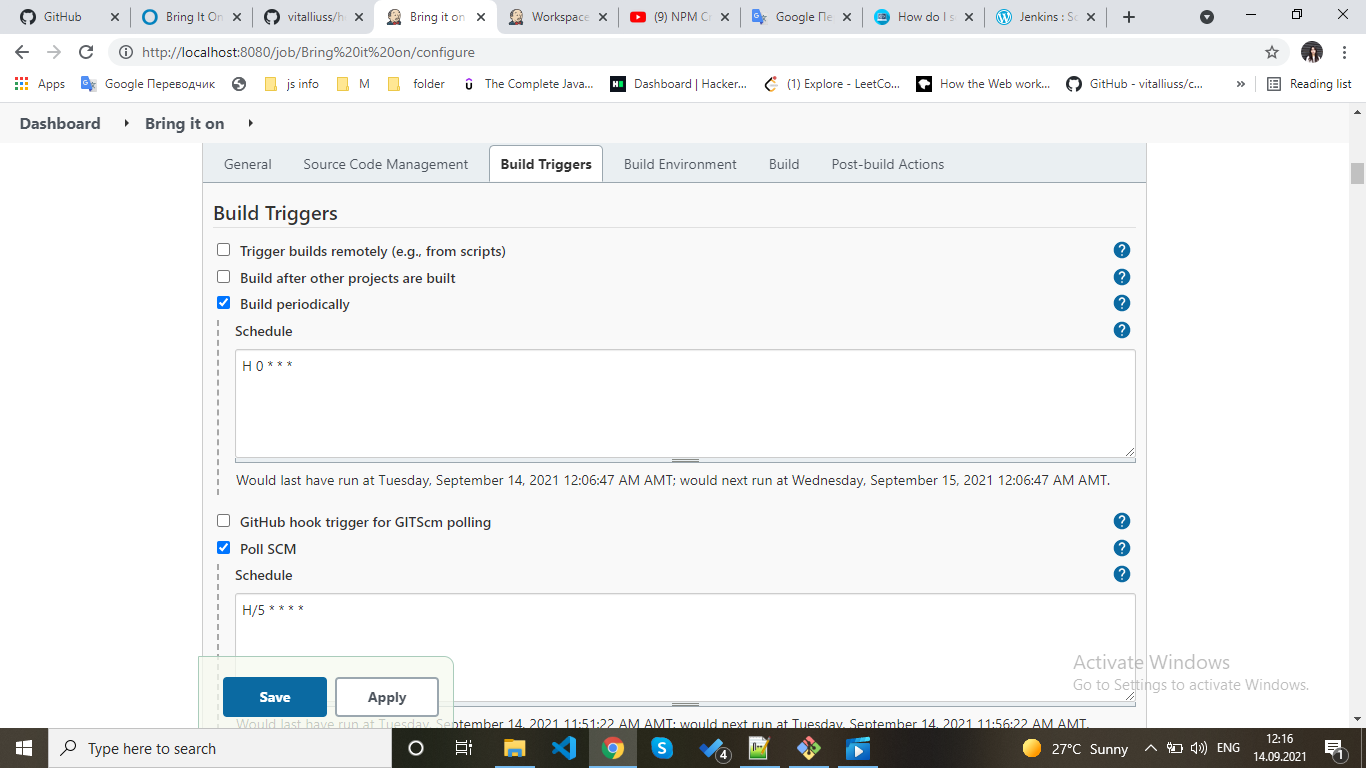 GitHub
Bring It On
vitalliuss/h
Bring it on
Workspace
(9) NPM C
Google Пе
How do I s
Jenkins : S
http://localhost:8080/job/Bring%20it%20on/configure
Apps
Google Переводчик
js info
M
folder
The Complete Java...
Dashboard | Hacker...
(1) Explore - LeetCo...
How the Web work...
GitHub - vitalliuss/c...
»
Reading list
Dashboard
Bring it on
General
Source Code Management
Build Triggers
Build Environment
Build
Post-build Actions
Build Triggers
Trigger builds remotely (e.g., from scripts)
Build after other projects are built
Build periodically
Schedule
H 0 * * *
Would last have run at Tuesday, September 14, 2021 12:06:47 AM AMT; would next run at Wednesday, September 15, 2021 12:06:47 AM AMT.
GitHub hook trigger for GITScm polling
Poll SCM
Schedule
H/5 * * * *
Save
Apply
Would last have run at Tuesday, September 14, 2021 11:51:22 AM AMT; would next run at Tuesday, September 14, 2021 11:56:22 AM AMT.
Activate Windows
Go to Settings to activate Windows.
Type here to search
4
27°C Sunny
ENG
12:16
14.09.2021
1